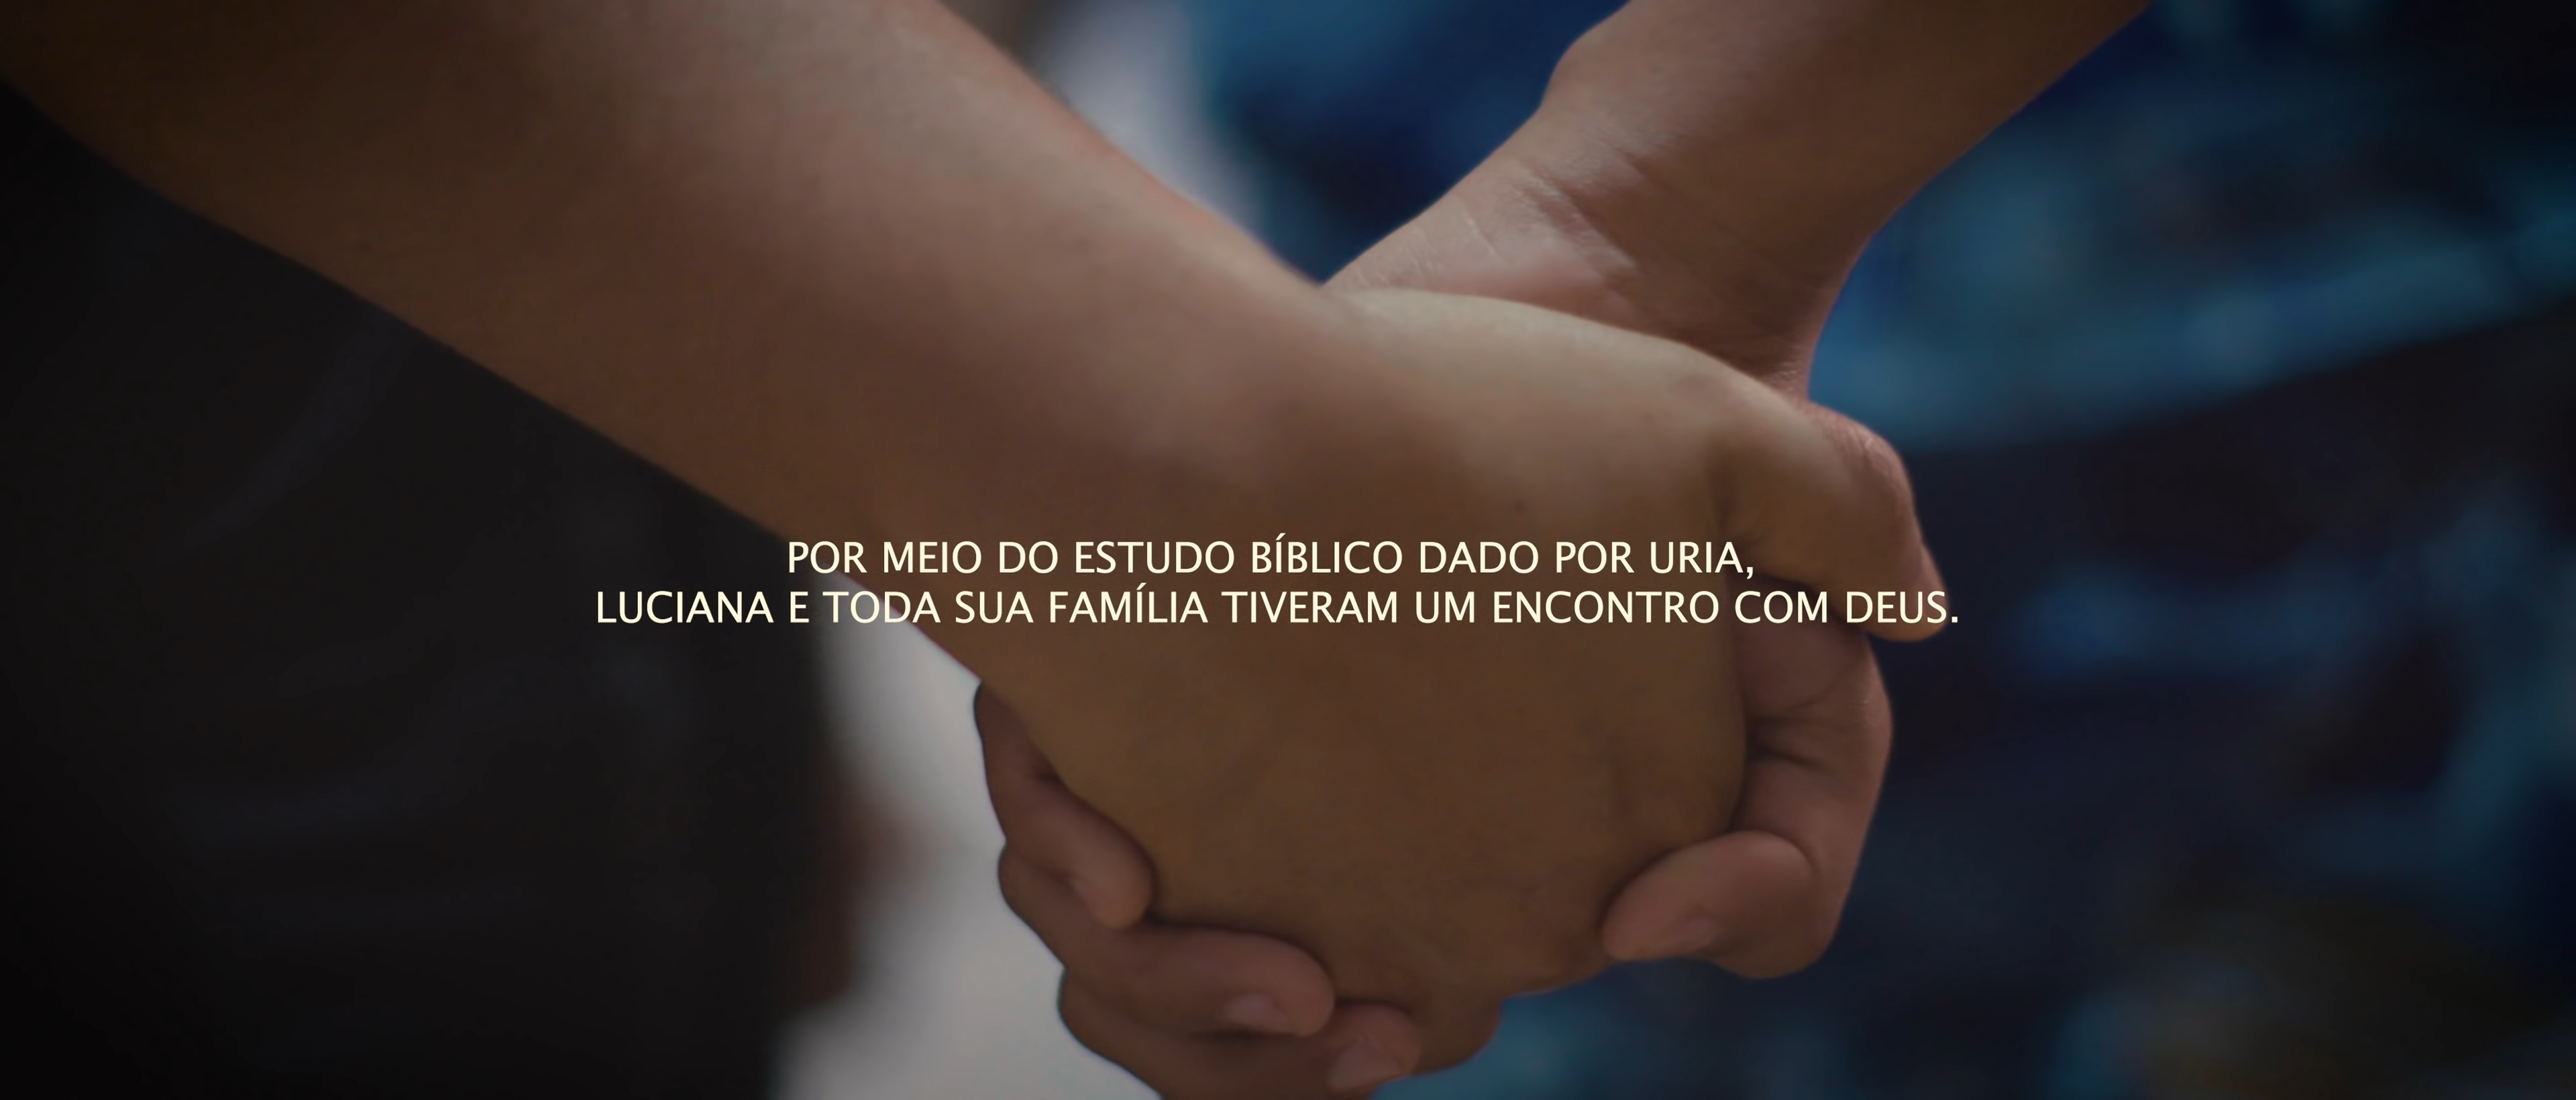 POR MEIO DO ESTUDO BÍBLICO DADO POR URIA,
LUCIANA E TODA SUA FAMÍLIA TIVERAM UM ENCONTRO COM DEUS.